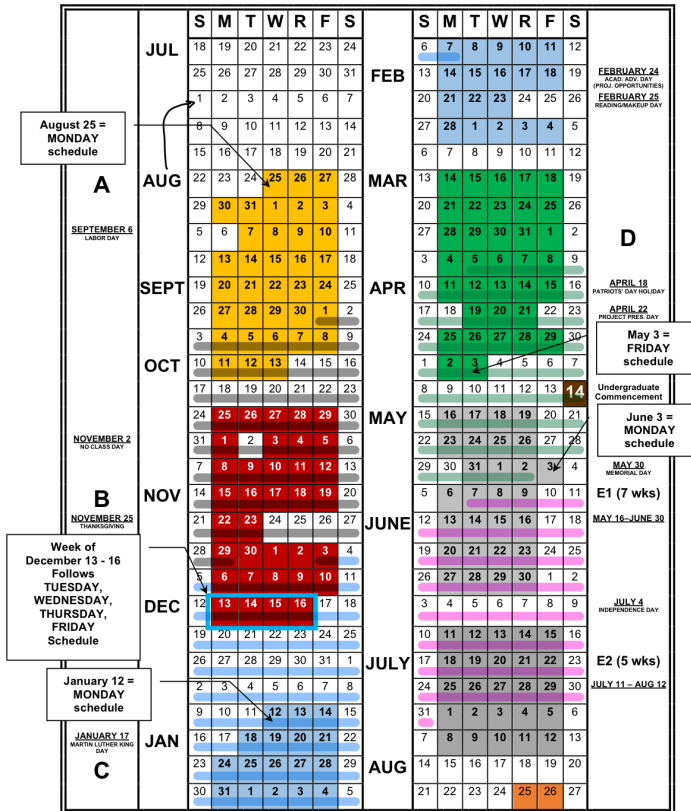 S M T W R F S
JUL
18 19 20 21 22 23 24
25 26 27 28 29 30 31
1 2 3 4 5 6 7
8 9 10 11 12 13 14
15 16 17 18 19 20 21
August 25 =
MONDAY
schedule
A
AUG
22 23 24 25 26 27 28
29 30 31 1 2 3 4
SEPTEMBER 6
LABOR DAY
5 6 7 8 9 10 11
12 13 14 15 16 17 18
SEPT
19 20 21 22 23 24 25
26 27 28 29 30 1 2
3 4 5 6 7 8 9
OCT
10 11 12 13 14 15 16
17 18 19 20 21 22 23
24 25 26 27 28 29 30
NOVEMBER 2
NO CLASS DAY
31 1 2 3 4 5 6
7 8 9 10 11 12 13
B
NOV
14 15 16 17 18 19 20
NOVEMBER 25
THANKSGIVING
21 22 23 24 25 26 27
28 29 30 1 2 3 4
5 6 7 8 9 10 11
Week of
December 13 - 16
Follows
TUESDAY,
WEDNESDAY,
THURSDAY,
FRIDAY
Schedule
DEC
12 13 14 15 16 17 18
19 20 21 22 23 24 25
26 27 28 29 30 31 1
2 3 4 5 6 7 8
January 12 =
MONDAY
schedule
9 10 11 12 13 14 15
JANUARY 17
MARTIN LUTHER KING
DAY
JAN
16 17 18 19 20 21 22
C
23 24 25 26 27 28 29
30 31 1 2 3 4 5
S M T W R F S
6 7 8 9 10 11 12
FEB
13 14 15 16 17 18 19
FEBRUARY 24
ACAD. ADV. DAY
(PROJ. OPPORTUNITIES)
20 21 22 23 24 25 26
FEBRUARY 25
READING/MAKEUP DAY
27 28 1 2 3 4 5
6 7 8 9 10 11 12
MAR
13 14 15 16 17 18 19
20 21 22 23 24 25 26
27 28 29 30 31 1 2
D
3 4 5 6 7 8 9
APR
10 11 12 13 14 15 16
APRIL 18
PATRIOTS' DAY HOLIDAY
17 18 19 20 21 22 23
APRIL 22
PROJECT PRES. DAY
24 25 26 27 28 29 30
May 3 =
FRIDAY
schedule
1 2 3 4 5 6 7
8 9 10 11 12 13 14
Undergraduate
Commencement
MAY
15 16 17 18 19 20 21
June 3 =
MONDAY
schedule
22 23 24 25 26 27 28
29 30 31 1 2 3 4
MAY 30
MEMORIAL DAY
5 6 7 8 9 10 11
E1 (7 wks)
JUNE
12 13 14 15 16 17 18
MAY 16–JUNE 30
19 20 21 22 23 24 25
26 27 28 29 30 1 2
3 4 5 6 7 8 9
JULY 4
INDEPENDENCE DAY
10 11 12 13 14 15 16
JULY
17 18 19 20 21 22 23
E2 (5 wks)
24 25 26 27 28 29 30
JULY 11 – AUG 12
31 1 2 3 4 5 6
7 8 9 10 11 12 13
AUG
14 15 16 17 18 19 20
21 22 23 24 25 26 27